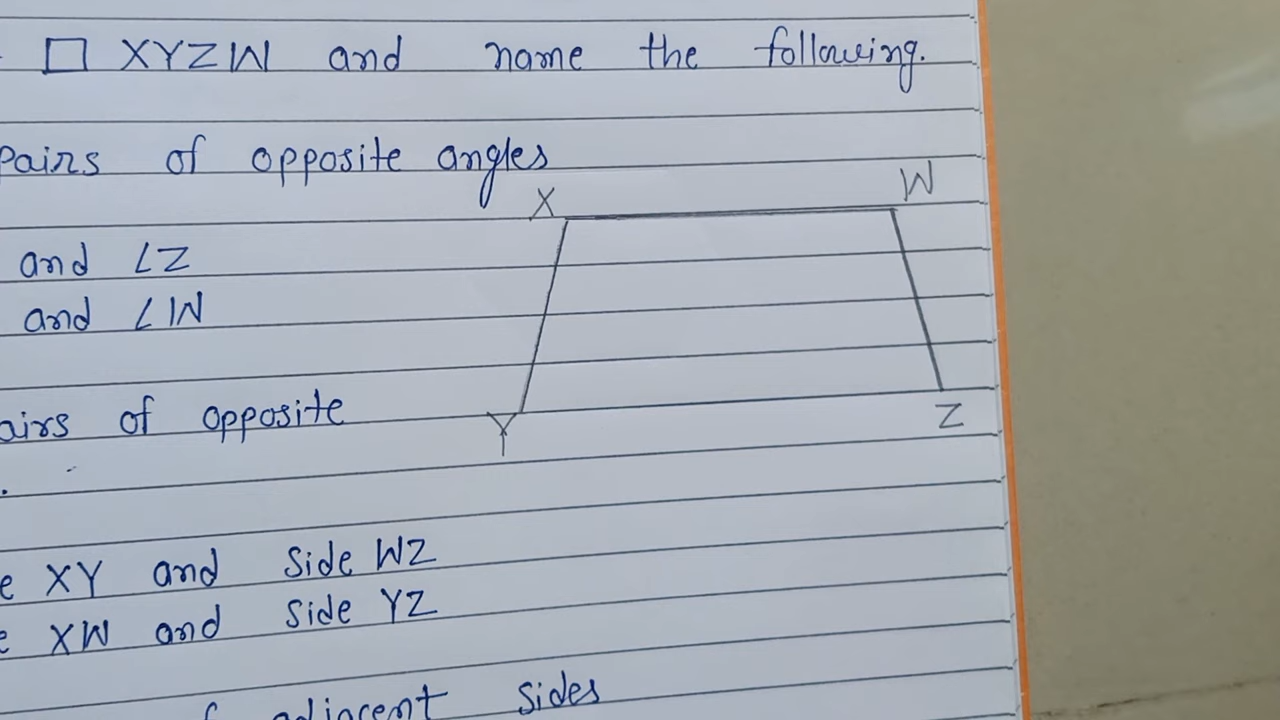 □ XYZW and name the following.
Pairs of opposite angles
X W
and ∠Z
and ∠W
airs of opposite
Y Z
.
e XY and side WZ
e XW and side YZ
f adjacent sides